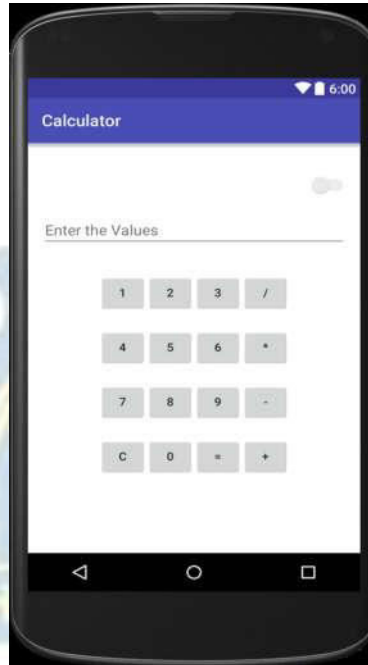 6:00
Calculator
Enter the Values
1 2 3 /
4 5 6 *
7 8 9 -
C 0 = +